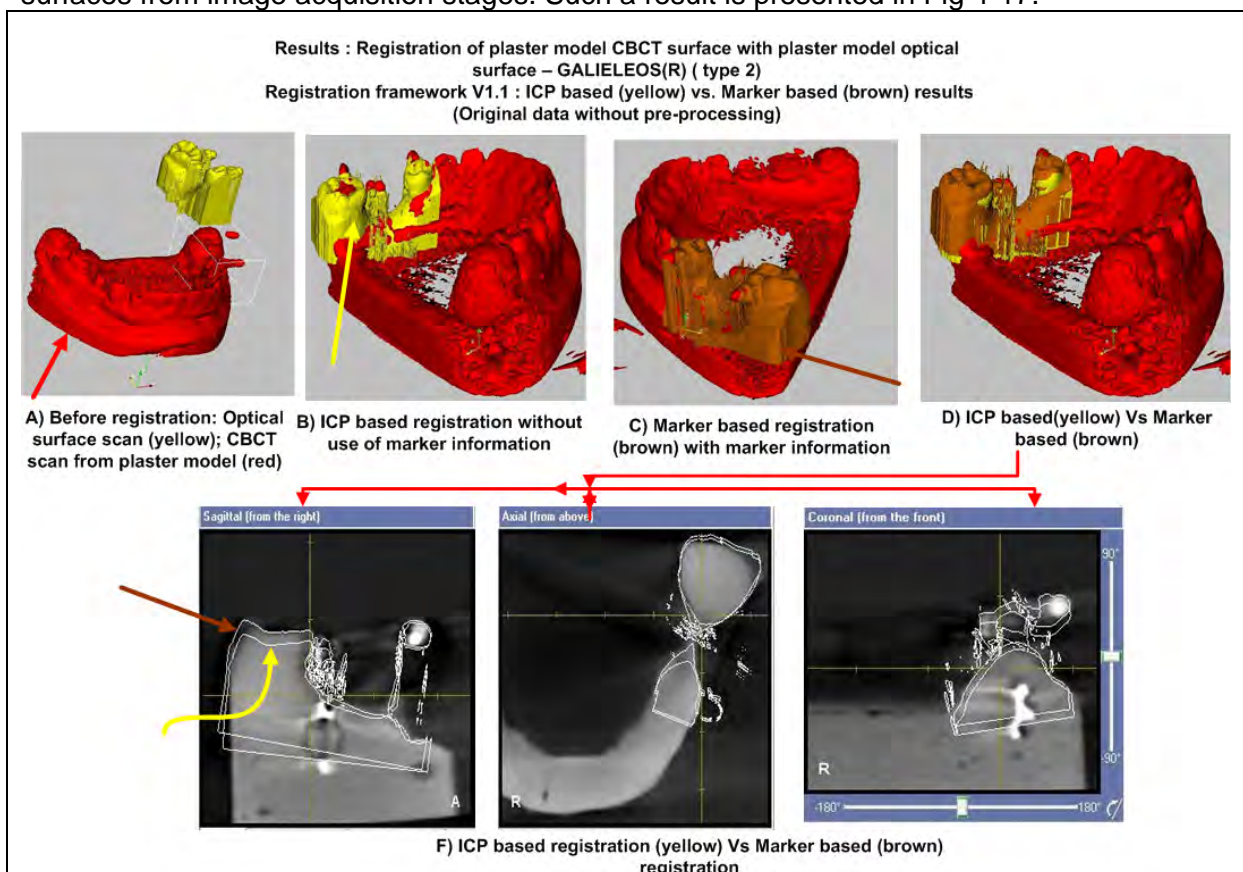 surfaces from image acquisition stages. Such a result is presented in Fig 4-17.
Results : Registration of plaster model CBCT surface with plaster model optical
surface – GALIELEOS(R) ( type 2)
Registration framework V1.1 : ICP based (yellow) vs. Marker based (brown) results
(Original data without pre-processing)
A) Before registration: Optical
surface scan (yellow); CBCT
scan from plaster model (red)
B) ICP based registration without
use of marker information
C) Marker based registration
(brown) with marker information
D) ICP based(yellow) Vs Marker
based (brown)
Sagittal (from the right)
A
Axial (from above)
R
Coronal (from the front)
R
90°
-90°
-180°
180°
F) ICP based registration (yellow) Vs Marker based (brown)
registration